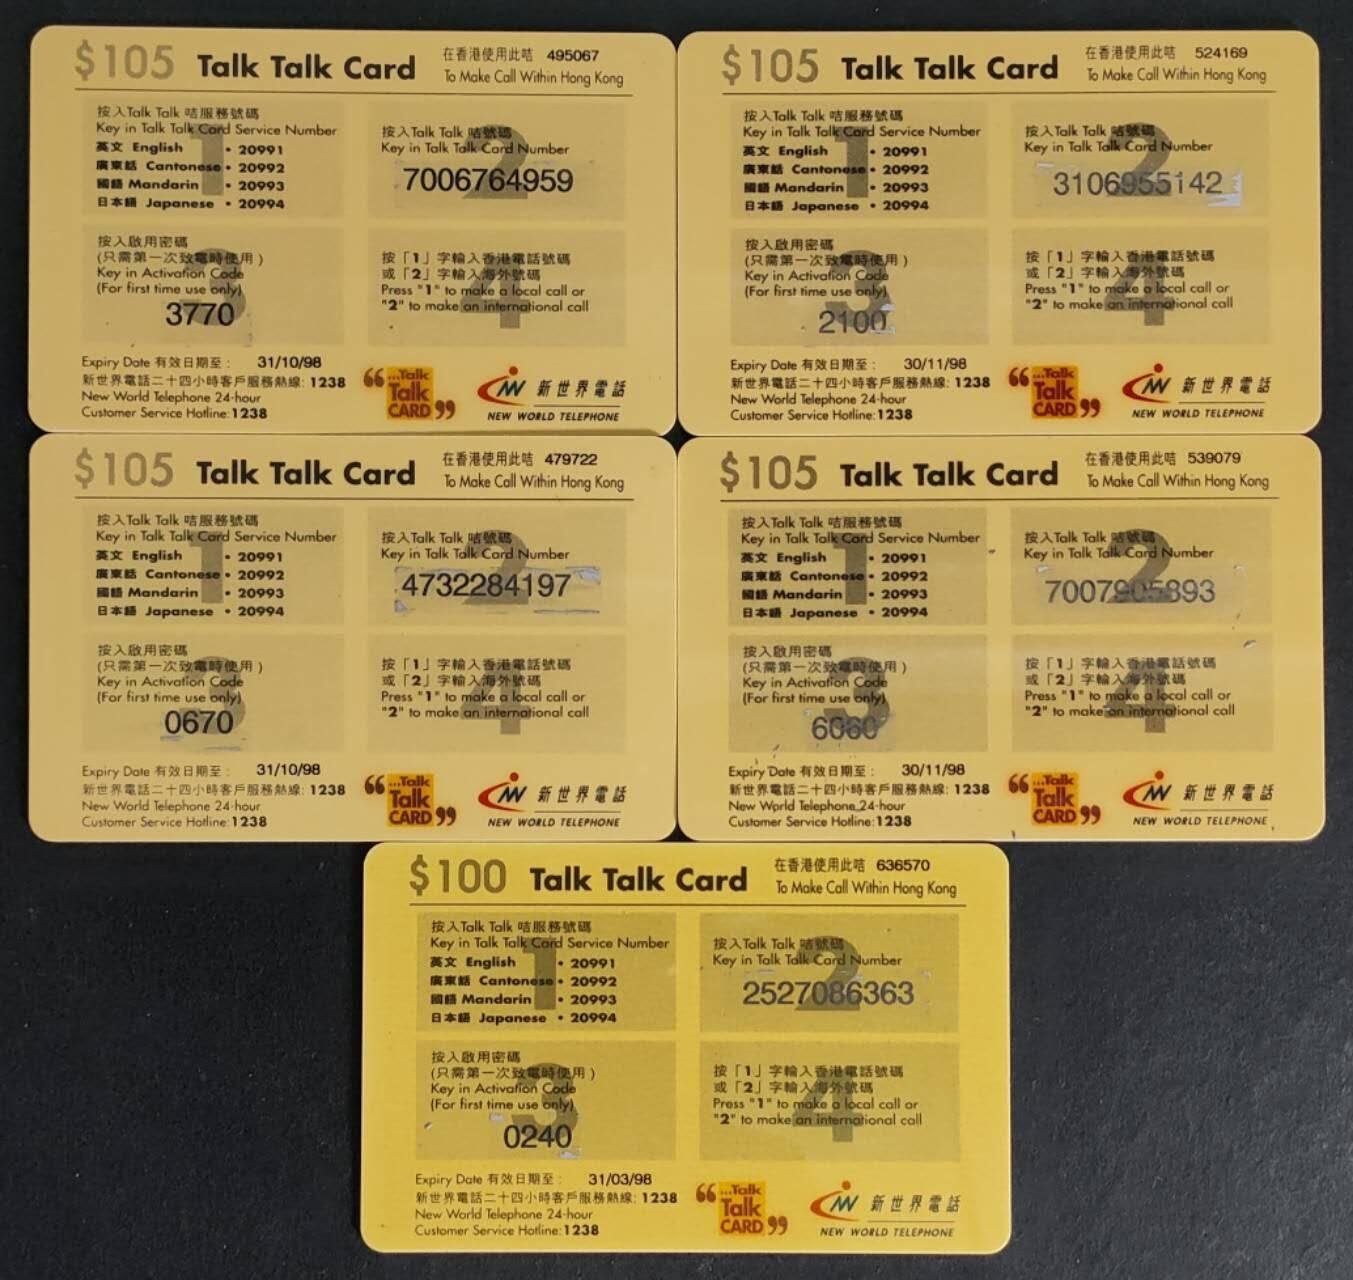 $105 Talk Talk Card 在香港使用此咭 495067
To Make Call Within Hong Kong
按入Talk Talk 咭服務號碼
Key in Talk Talk Card Service Number
英文 English • 20991
廣東話 Cantonese • 20992
國語 Mandarin • 20993
日本語 Japanese • 20994
1
按入Talk Talk 咭號碼
Key in Talk Talk Card Number
7006764959
2
按入啟用密碼
(只需第一次致電時使用)
Key in Activation Code
(For first time use only)
3770
3
按「1」字輸入香港電話號碼
或「2」字輸入海外號碼
Press "1" to make a local call or
"2" to make an international call
4
Expiry Date 有效日期至 : 31/10/98
新世界電話二十四小時客戶服務熱線: 1238
New World Telephone 24-hour
Customer Service Hotline: 1238
“ ...Talk
Talk
CARD ”
新世界電話
NEW WORLD TELEPHONE
$105 Talk Talk Card 在香港使用此咭 524169
To Make Call Within Hong Kong
按入Talk Talk 咭服務號碼
Key in Talk Talk Card Service Number
英文 English • 20991
廣東話 Cantonese • 20992
國語 Mandarin • 20993
日本語 Japanese • 20994
1
按入Talk Talk 咭號碼
Key in Talk Talk Card Number
3106955142
2
按入啟用密碼
(只需第一次致電時使用)
Key in Activation Code
(For first time use only)
2100
3
按「1」字輸入香港電話號碼
或「2」字輸入海外號碼
Press "1" to make a local call or
"2" to make an international call
4
Expiry Date 有效日期至 : 30/11/98
新世界電話二十四小時客戶服務熱線: 1238
New World Telephone 24-hour
Customer Service Hotline: 1238
“ ...Talk
Talk
CARD ”
新世界電話
NEW WORLD TELEPHONE
$105 Talk Talk Card 在香港使用此咭 479722
To Make Call Within Hong Kong
按入Talk Talk 咭服務號碼
Key in Talk Talk Card Service Number
英文 English • 20991
廣東話 Cantonese • 20992
國語 Mandarin • 20993
日本語 Japanese • 20994
1
按入Talk Talk 咭號碼
Key in Talk Talk Card Number
4732284197
2
按入啟用密碼
(只需第一次致電時使用)
Key in Activation Code
(For first time use only)
0670
3
按「1」字輸入香港電話號碼
或「2」字輸入海外號碼
Press "1" to make a local call or
"2" to make an international call
4
Expiry Date 有效日期至 : 31/10/98
新世界電話二十四小時客戶服務熱線: 1238
New World Telephone 24-hour
Customer Service Hotline: 1238
“ ...Talk
Talk
CARD ”
新世界電話
NEW WORLD TELEPHONE
$105 Talk Talk Card 在香港使用此咭 539079
To Make Call Within Hong Kong
按入Talk Talk 咭服務號碼
Key in Talk Talk Card Service Number
英文 English • 20991
廣東話 Cantonese • 20992
國語 Mandarin • 20993
日本語 Japanese • 20994
1
按入Talk Talk 咭號碼
Key in Talk Talk Card Number
7007905893
2
按入啟用密碼
(只需第一次致電時使用)
Key in Activation Code
(For first time use only)
6060
3
按「1」字輸入香港電話號碼
或「2」字輸入海外號碼
Press "1" to make a local call or
"2" to make an international call
4
Expiry Date 有效日期至 : 30/11/98
新世界電話二十四小時客戶服務熱線: 1238
New World Telephone 24-hour
Customer Service Hotline: 1238
“ ...Talk
Talk
CARD ”
新世界電話
NEW WORLD TELEPHONE
$100 Talk Talk Card 在香港使用此咭 636570
To Make Call Within Hong Kong
按入Talk Talk 咭服務號碼
Key in Talk Talk Card Service Number
英文 English • 20991
廣東話 Cantonese • 20992
國語 Mandarin • 20993
日本語 Japanese • 20994
1
按入Talk Talk 咭號碼
Key in Talk Talk Card Number
2527086363
2
按入啟用密碼
(只需第一次致電時使用)
Key in Activation Code
(For first time use only)
0240
3
按「1」字輸入香港電話號碼
或「2」字輸入海外號碼
Press "1" to make a local call or
"2" to make an international call
4
Expiry Date 有效日期至 : 31/03/98
新世界電話二十四小時客戶服務熱線: 1238
New World Telephone 24-hour
Customer Service Hotline: 1238
“ ...Talk
Talk
CARD ”
新世界電話
NEW WORLD TELEPHONE